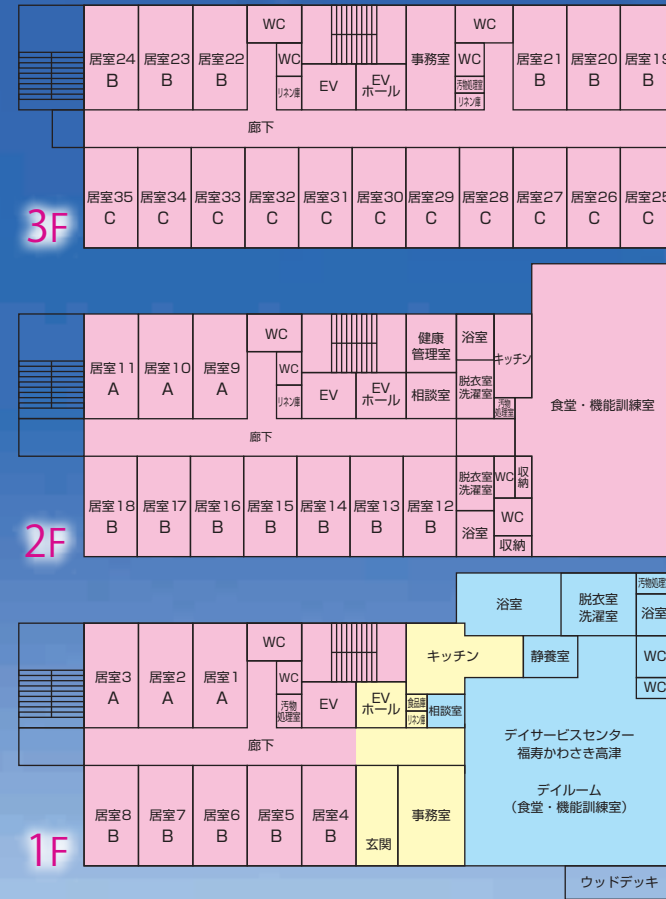 WC
WC
居室24
B
居室23
B
居室22
B
WC
リネン庫
EV
EV
ホール
事務室
WC
汚物処理室
リネン庫
居室21
B
居室20
B
居室19
B
廊下
居室35
C
居室34
C
居室33
C
居室32
C
居室31
C
居室30
C
居室29
C
居室28
C
居室27
C
居室26
C
居室25
C
3F
WC
健康
管理室
浴室
キッチン
居室11
A
居室10
A
居室9
A
WC
リネン庫
EV
EV
ホール
相談室
脱衣室
洗濯室
汚物
処理室
食堂・機能訓練室
廊下
居室18
B
居室17
B
居室16
B
居室15
B
居室14
B
居室13
B
居室12
B
脱衣室
洗濯室
WC
収納
浴室
WC
収納
2F
浴室
脱衣室
洗濯室
汚物処理室
浴室
WC
キッチン
静養室
WC
WC
居室3
A
居室2
A
居室1
A
WC
汚物
処理室
EV
EV
ホール
食品庫
リネン庫
相談室
デイサービスセンター
福寿かわさき高津
廊下
デイルーム
（食堂・機能訓練室）
居室8
B
居室7
B
居室6
B
居室5
B
居室4
B
玄関
事務室
1F
ウッドデッキ